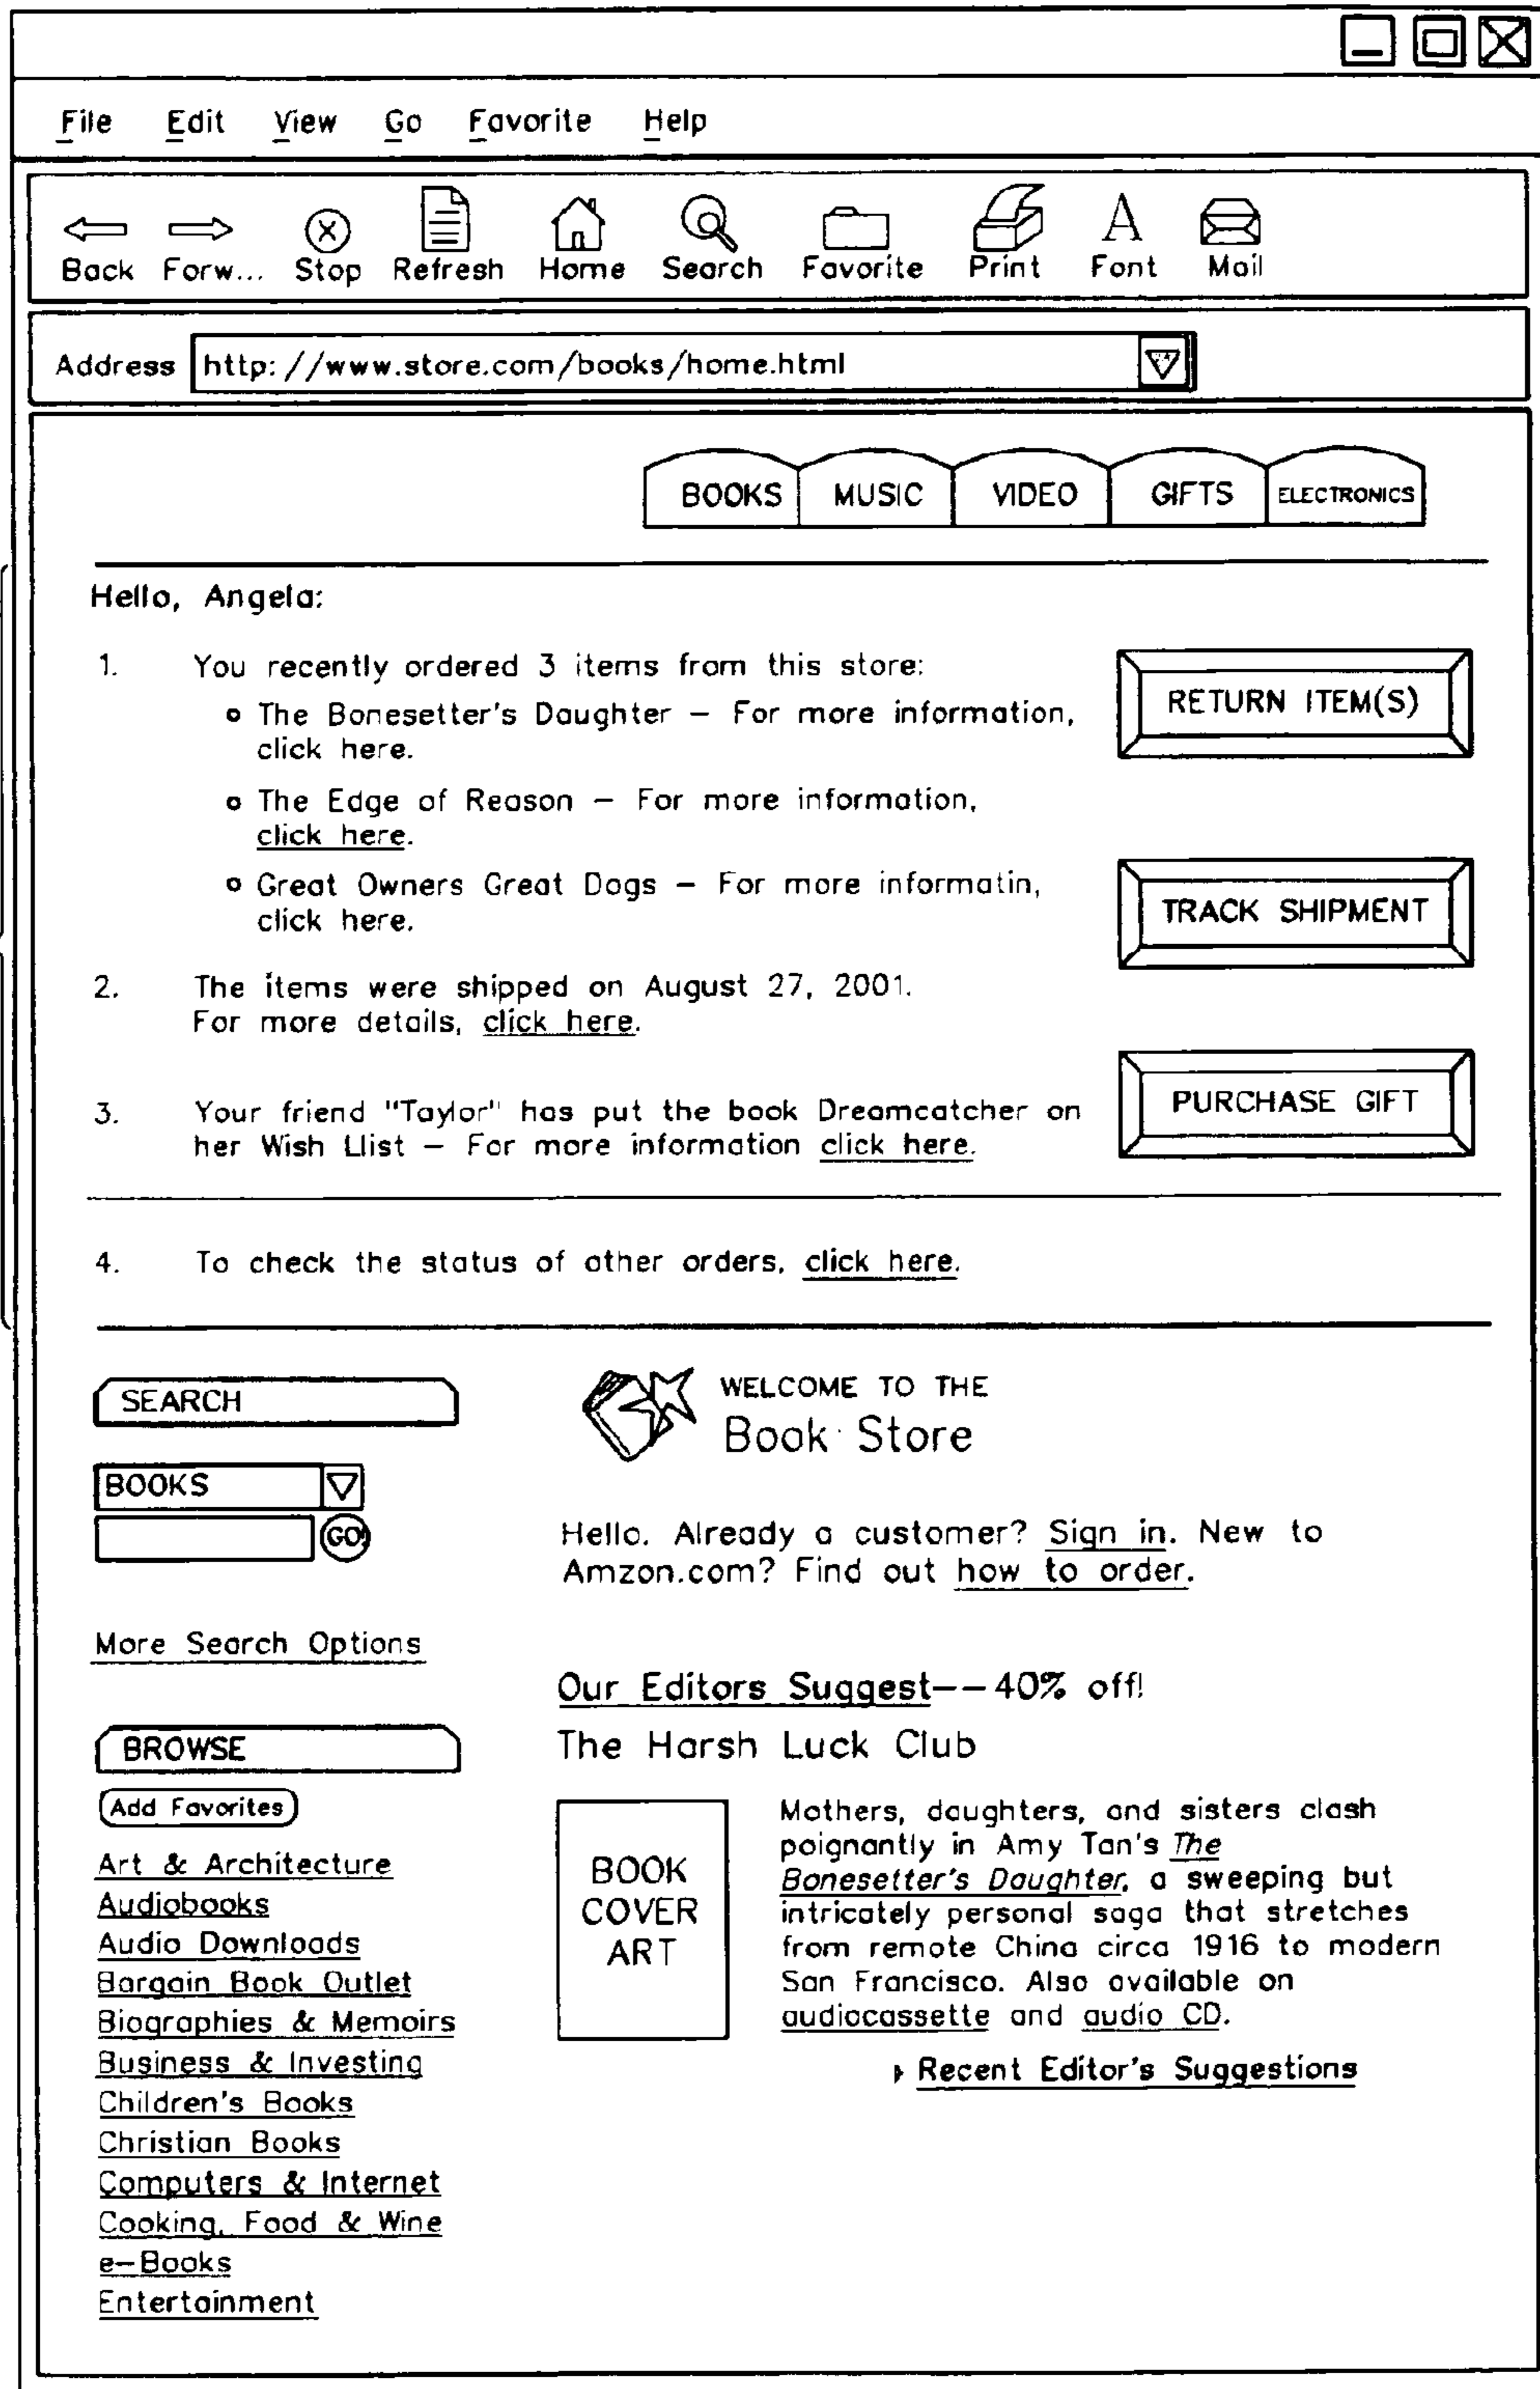 File Edit View Go Favorite Help
Back Forw... Stop Refresh Home Search Favorite Print Font Mail
Address http://www.store.com/books/home.html
BOOKS MUSIC VIDEO GIFTS ELECTRONICS
Hello, Angela:
1. You recently ordered 3 items from this store:
The Bonesetter's Daughter – For more information,
click here.
RETURN ITEM(S)
The Edge of Reason – For more information,
click here.
Great Owners Great Dogs – For more informatin,
click here.
TRACK SHIPMENT
2. The items were shipped on August 27, 2001.
For more details, click here.
3. Your friend "Taylor" has put the book Dreamcatcher on
her Wish Llist – For more information click here.
PURCHASE GIFT
4. To check the status of other orders, click here.
SEARCH
BOOKS
GO!
More Search Options
BROWSE
Add Favorites
Art & Architecture
Audiobooks
Audio Downloads
Bargain Book Outlet
Biographies & Memoirs
Business & Investing
Children's Books
Christian Books
Computers & Internet
Cooking, Food & Wine
e-Books
Entertainment
WELCOME TO THE
Book Store
Hello. Already a customer? Sign in. New to
Amzon.com? Find out how to order.
Our Editors Suggest--40% off!
The Harsh Luck Club
BOOK
COVER
ART
Mothers, daughters, and sisters clash
poignantly in Amy Tan's The
Bonesetter's Daughter, a sweeping but
intricately personal saga that stretches
from remote China circa 1916 to modern
San Francisco. Also available on
audiocassette and audio CD.
Recent Editor's Suggestions